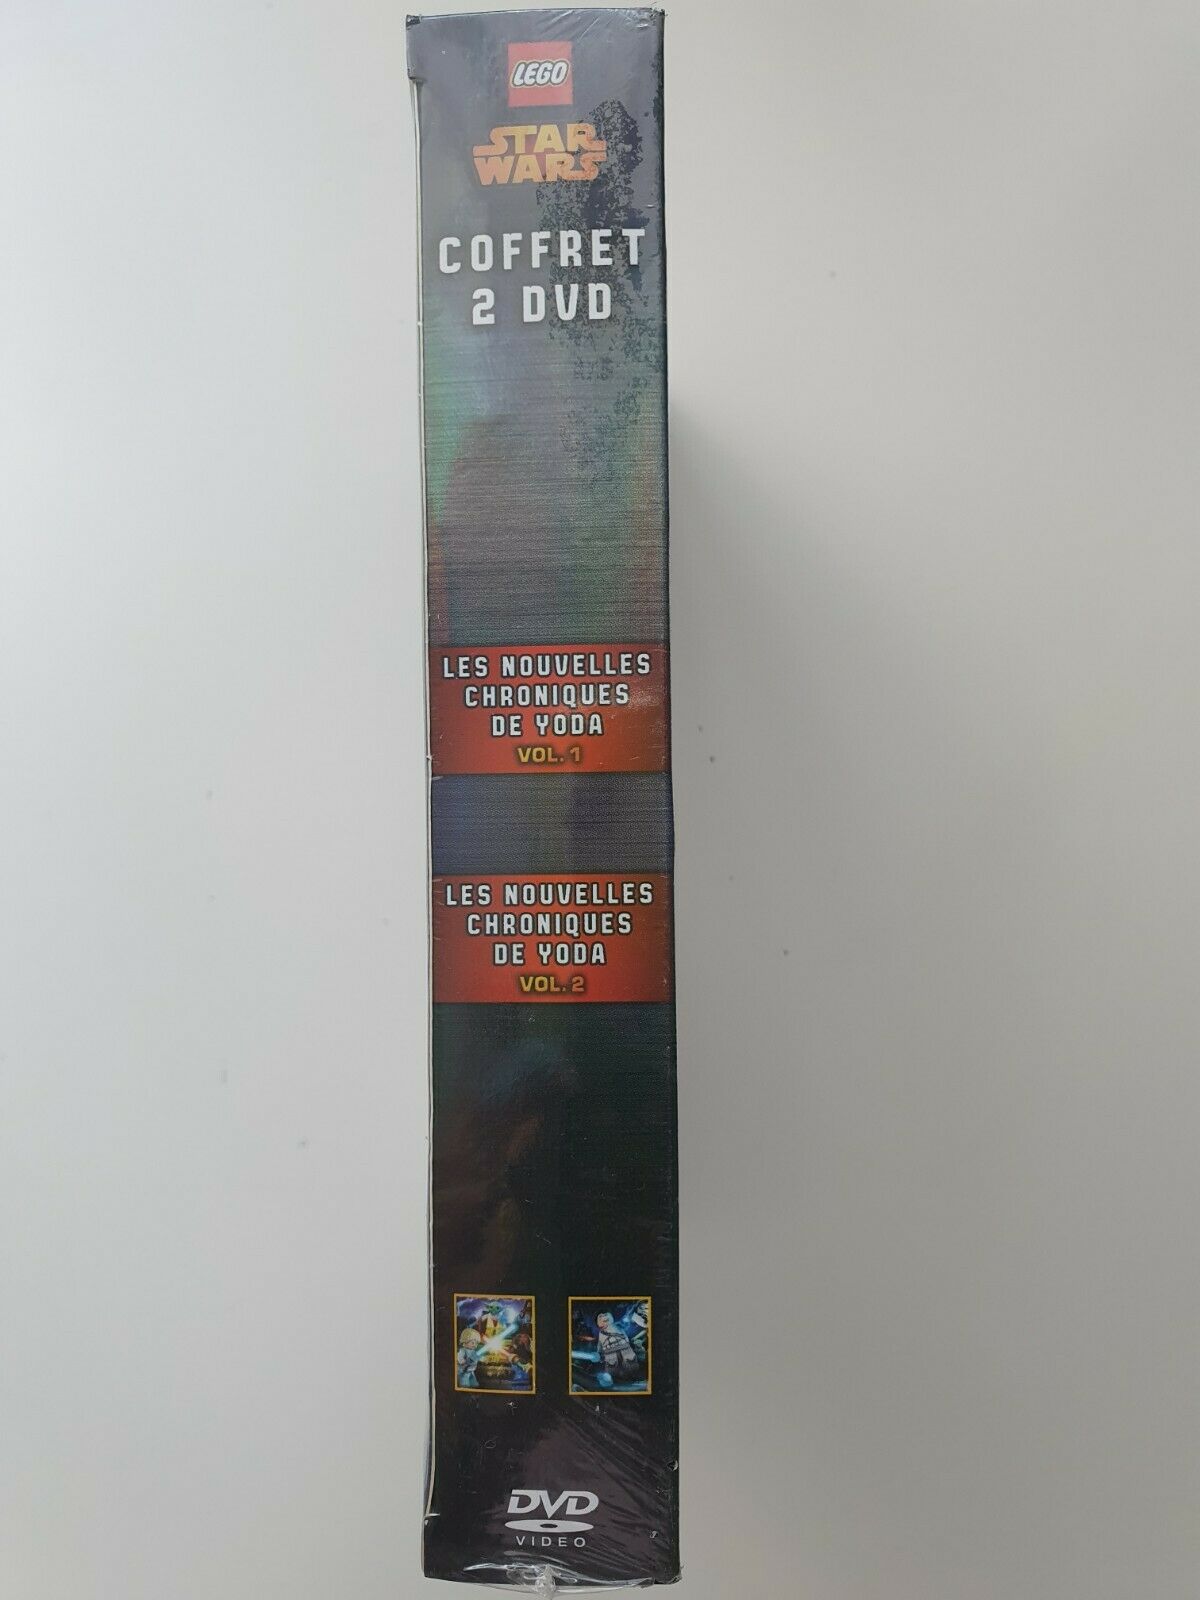 LEGO
STAR
WARS
COFFRET
2 DVD
LES NOUVELLES
CHRONIQUES
DE YODA
VOL. 1
LES NOUVELLES
CHRONIQUES
DE YODA
VOL. 2
DVD
VIDEO